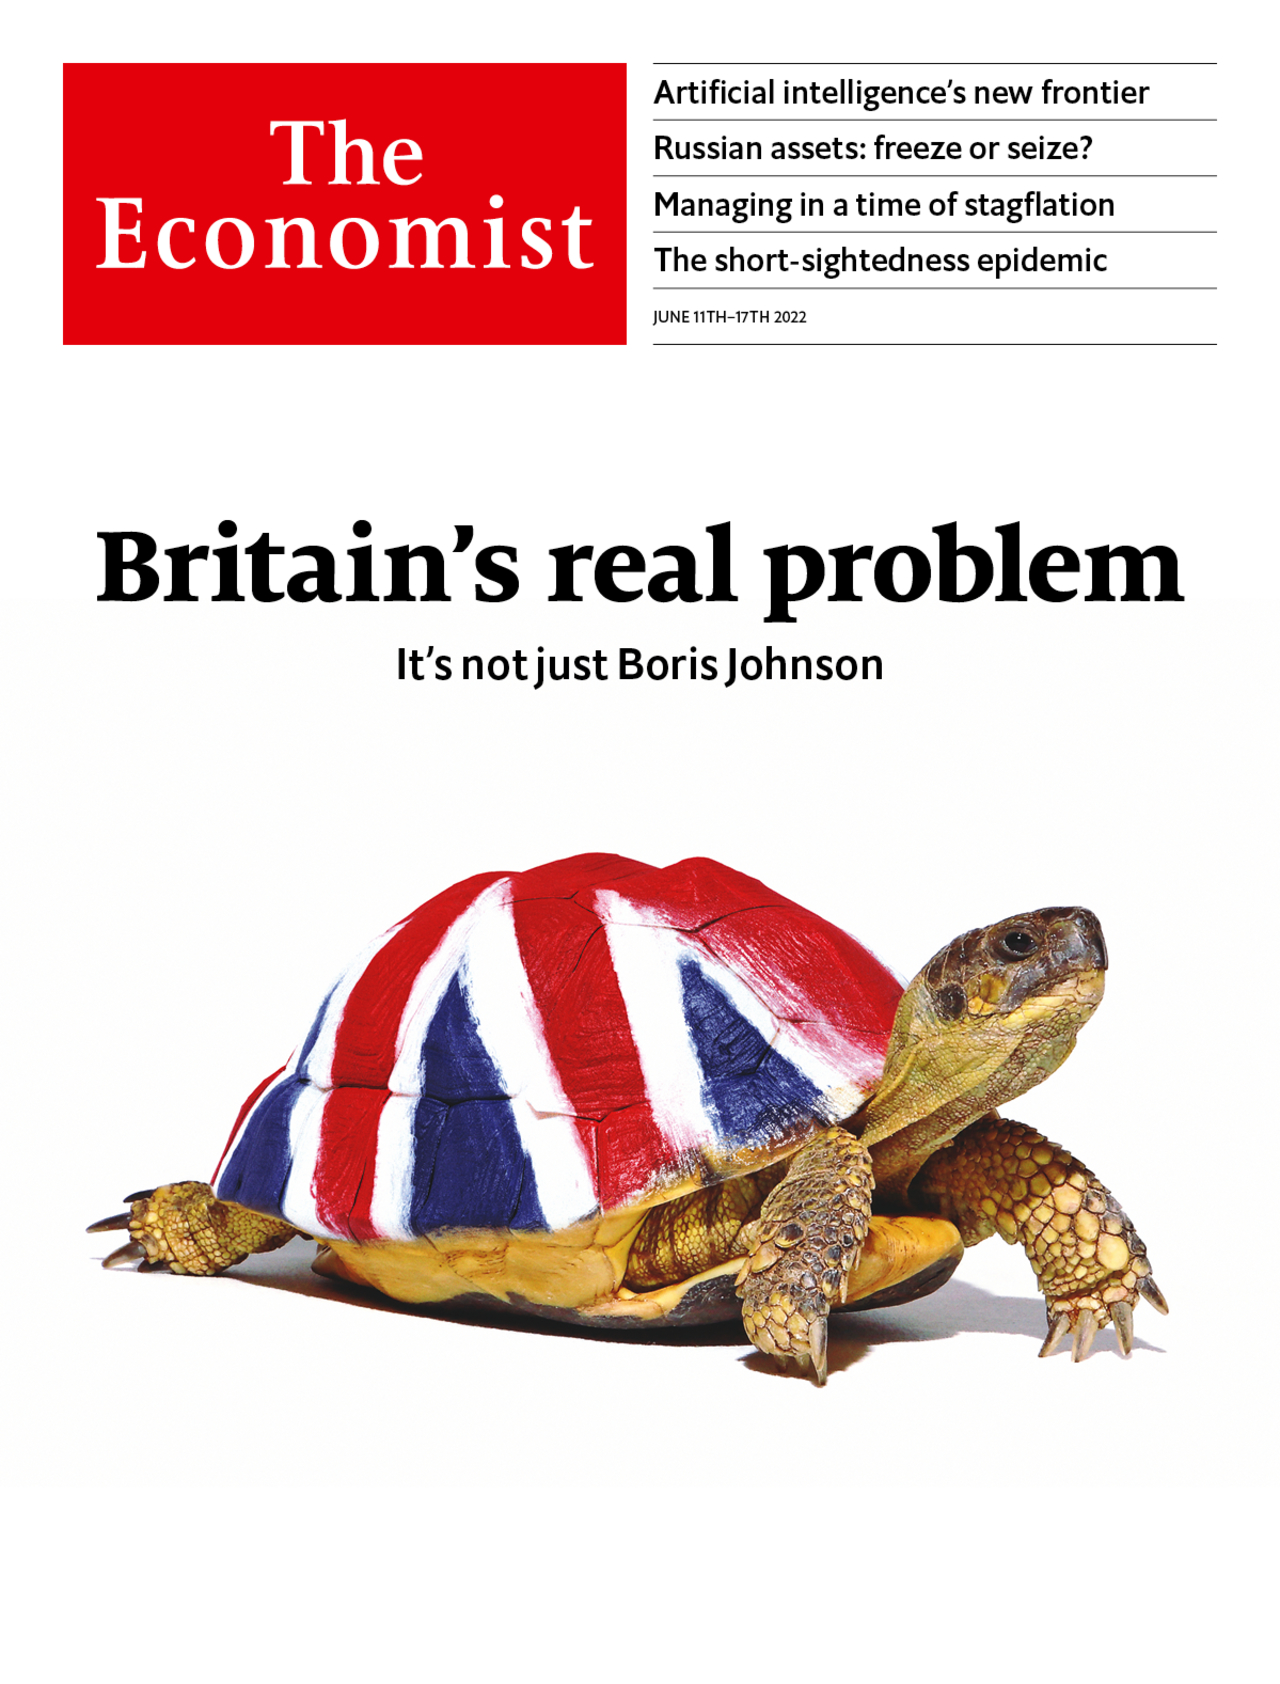 The
Economist
Artificial intelligence’s new frontier
Russian assets: freeze or seize?
Managing in a time of stagflation
The short-sightedness epidemic
JUNE 11TH–17TH 2022
Britain’s real problem
It’s not just Boris Johnson